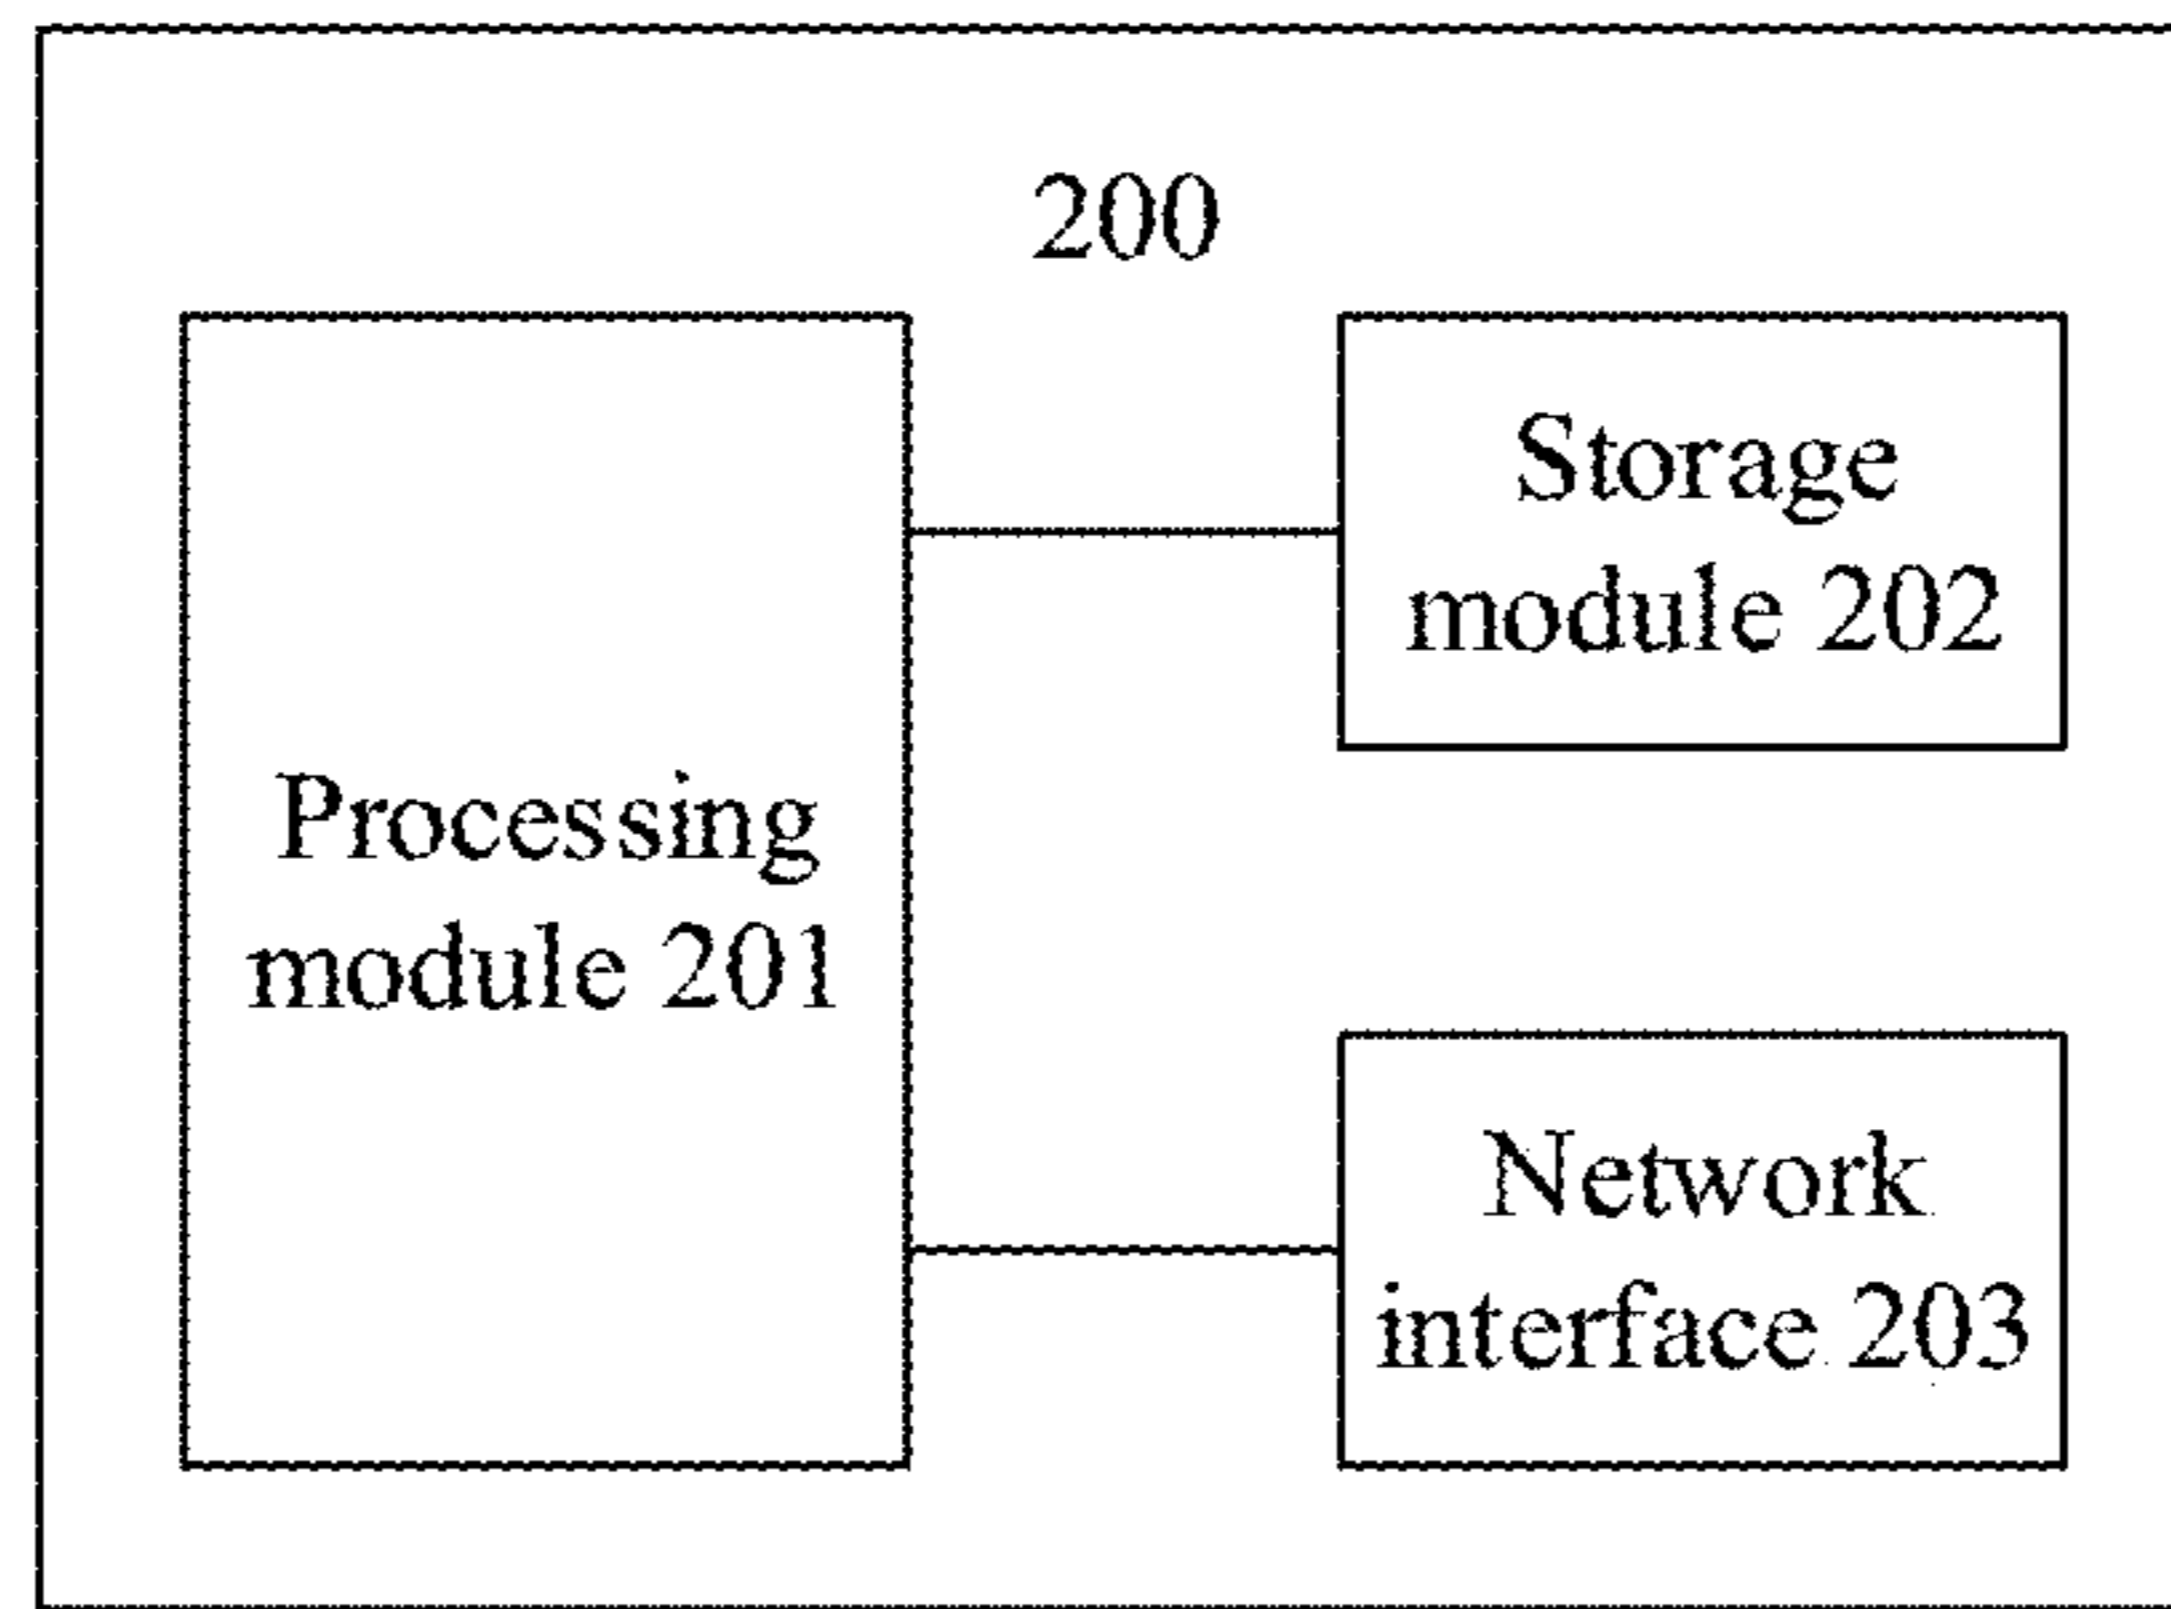 200
Processing
module 201
Storage
module 202
Network
interface 203